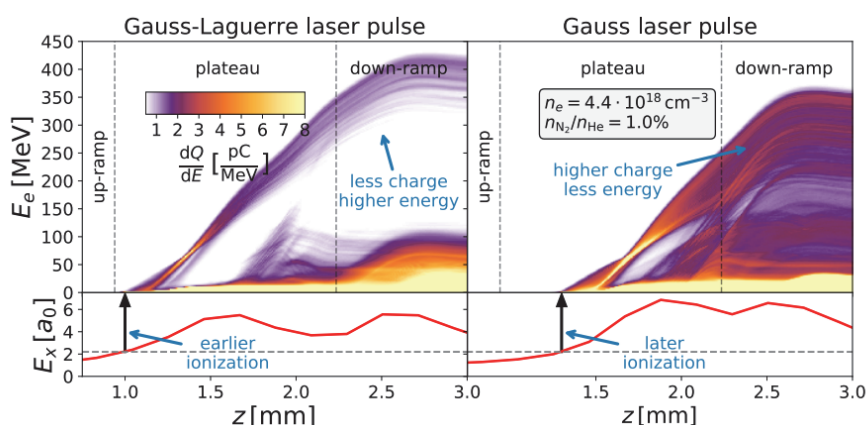 Gauss-Laguerre laser pulse
Gauss laser pulse
450
400
350
300
250
200
150
100
50
0
E_e [MeV]
up-ramp
plateau
down-ramp
1 2 3 4 5 6 7 8
dQ/dE [pC/MeV]
less charge
higher energy
up-ramp
plateau
down-ramp
n_e = 4.4 · 10^18 cm^−3
n_N₂/n_He = 1.0%
higher charge
less energy
6
4
2
0
E_x [a_0]
earlier
ionization
later
ionization
1.0 1.5 2.0 2.5 3.0
z [mm]
1.5 2.0 2.5 3.0
z [mm]